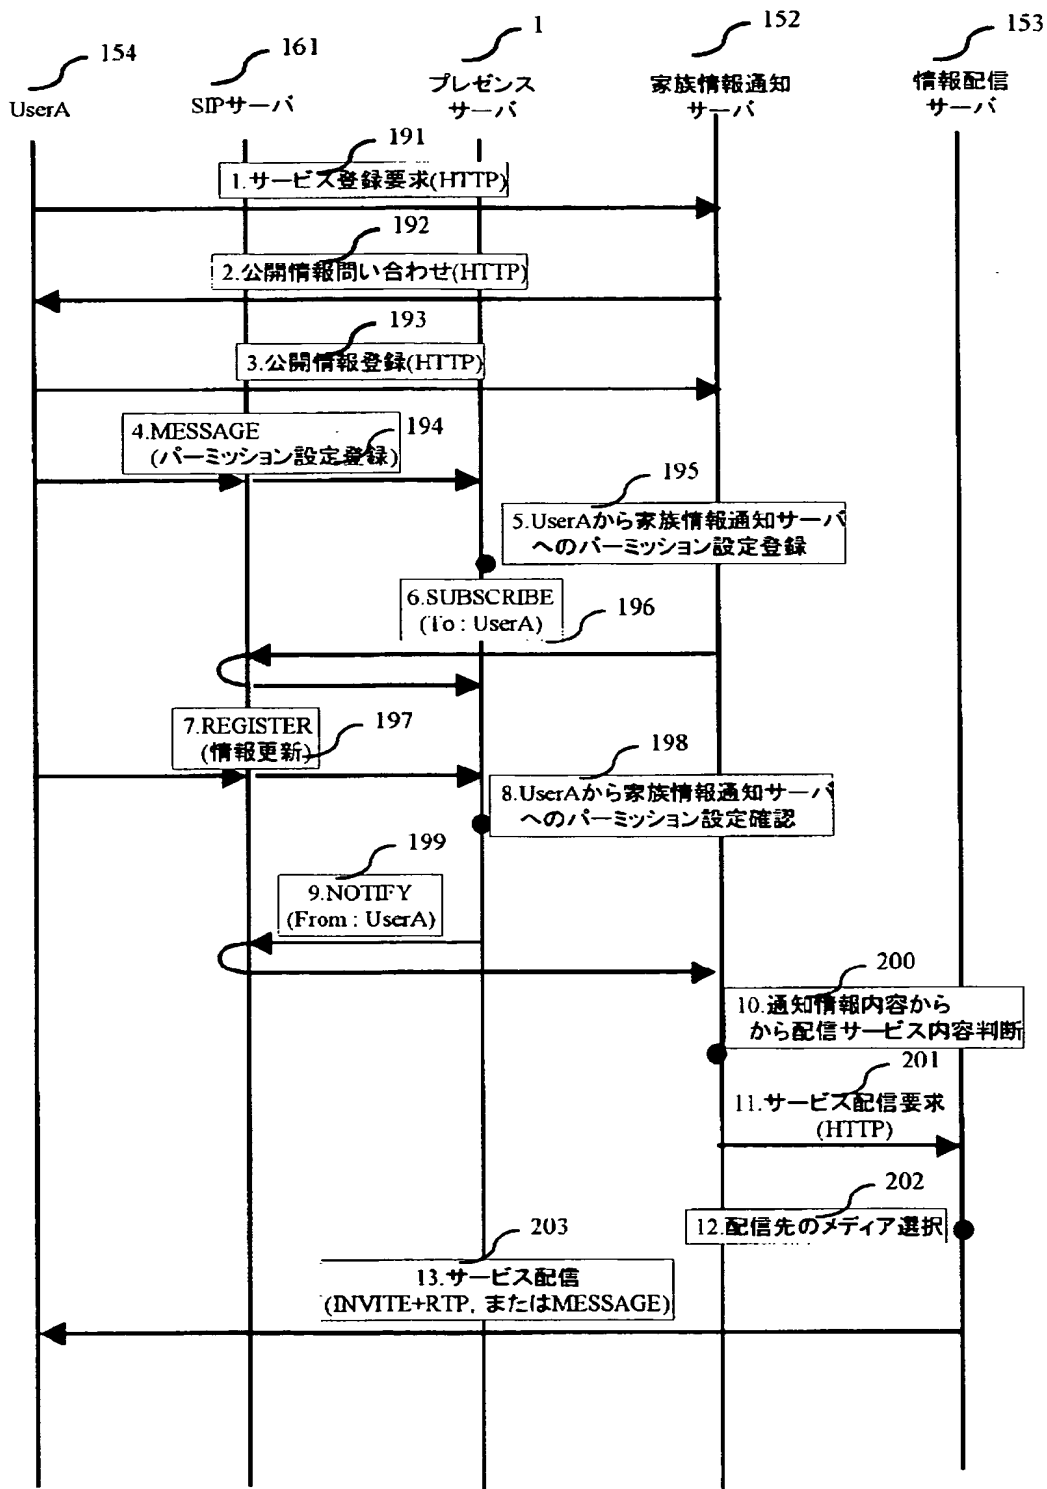 154
161
1
152
153
UserA
SIPサーバ
プレゼンス
サーバ
家族情報通知
サーバ
情報配信
サーバ
191
1.サービス登録要求(HTTP)
192
2.公開情報問い合わせ(HTTP)
193
3.公開情報登録(HTTP)
4.MESSAGE
(パーミッション設定登録)
194
195
5.UserAから家族情報通知サーバ
へのパーミッション設定登録
6.SUBSCRIBE
(To : UserA)
196
7.REGISTER
(情報更新)
197
198
8.UserAから家族情報通知サーバ
へのパーミッション設定確認
199
9.NOTIFY
(From : UserA)
200
10.通知情報内容から
から配信サービス内容判断
201
11.サービス配信要求
(HTTP)
202
12.配信先のメディア選択
203
13.サービス配信
(INVITE+RTP, またはMESSAGE)